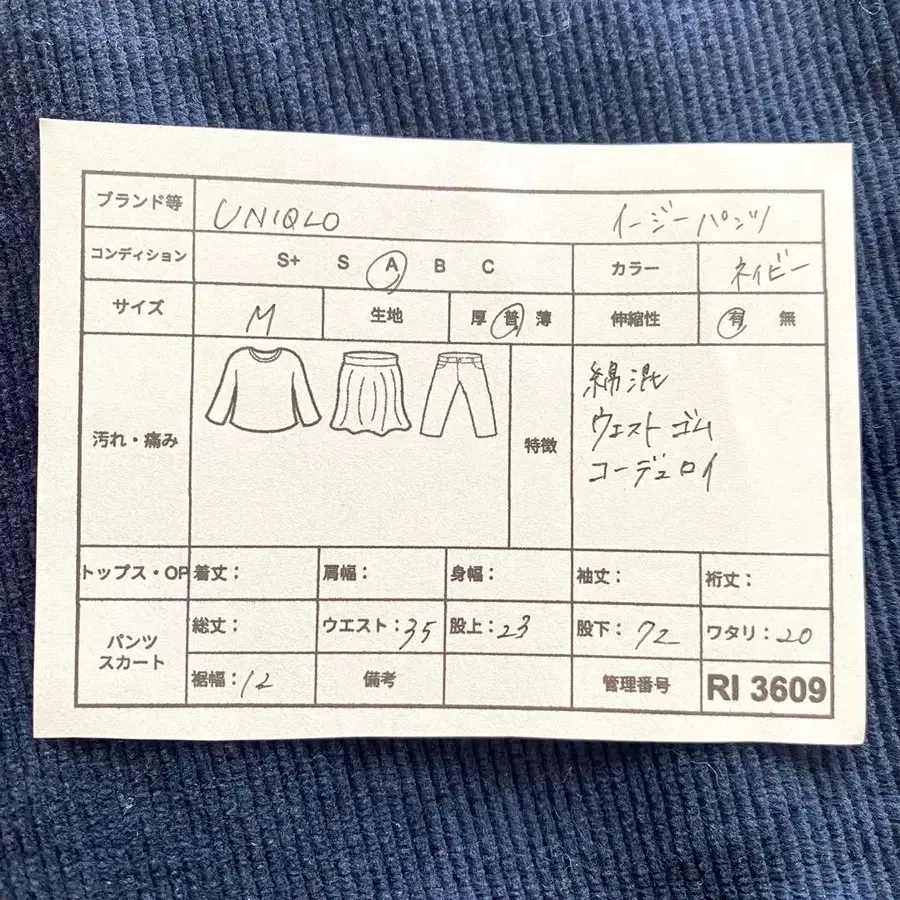 ブランド等 UNIQLO イージーパンツ
コンディション S+ S A B C カラー ネイビー
サイズ M 生地 厚 普 薄 伸縮性 有 無
汚れ・痛み 特徴
綿混
ウエストゴム
コーデュロイ
トップス・OP 着丈: 肩幅: 身幅: 袖丈: 裄丈:
パンツ
スカート
総丈: ウエスト:35 股上:23 股下:72 ワタリ:20
裾幅:12 備考 管理番号 RI 3609